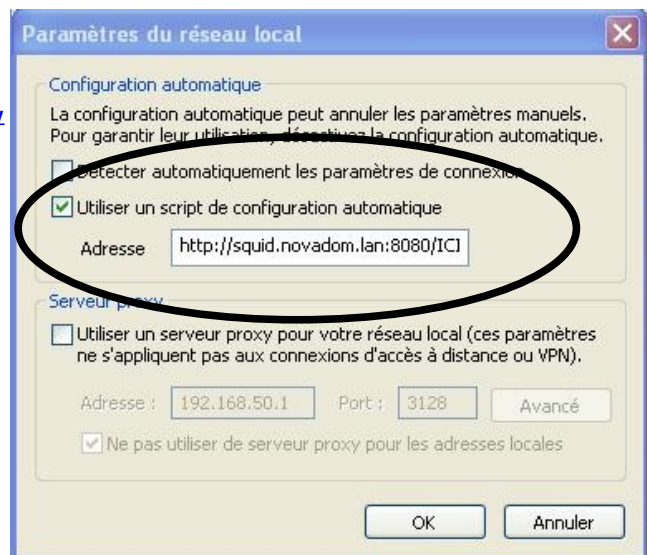 Paramètres du réseau local
Configuration automatique
La configuration automatique peut annuler les paramètres manuels.
Pour garantir leur utilisation, désactivez la configuration automatique.
Détecter automatiquement les paramètres de connexion
Utiliser un script de configuration automatique
Adresse http://squid.novadom.lan:8080/ICI
Serveur proxy
Utiliser un serveur proxy pour votre réseau local (ces paramètres
ne s'appliquent pas aux connexions d'accès à distance ou VPN).
Adresse : 192.168.50.1 Port : 3128 Avancé
Ne pas utiliser de serveur proxy pour les adresses locales
OK Annuler